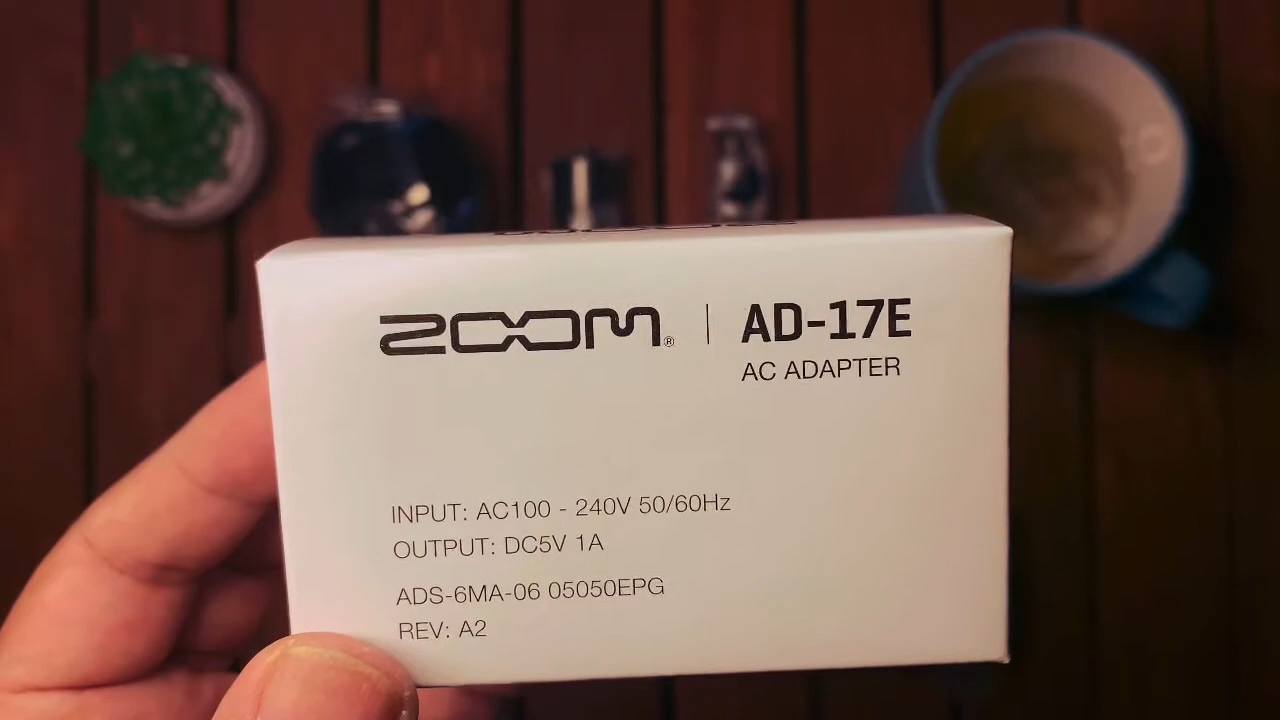 ZOOM® | AD-17E
AC ADAPTER
INPUT: AC100 - 240V 50/60Hz
OUTPUT: DC5V 1A
ADS-6MA-06 05050EPG
REV: A2